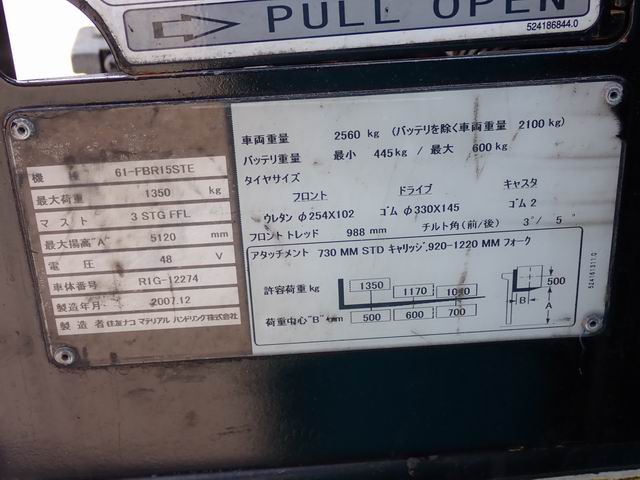 PULL OPEN
524186844.0
機 種 61-FBR15STE
最大荷重 1350 kg
マスト 3 STG FFL
最大揚高"A" 5120 mm
電圧 48 V
車体番号 R1G-12274
製造年月 2007.12
製造者 住友ナコ マテリアル ハンドリング株式会社
車両重量 2560 kg (バッテリを除く車両重量 2100 kg)
バッテリ重量 最小 445 kg / 最大 600 kg
タイヤサイズ
フロント ドライブ キャスタ
ウレタン φ254X102 ゴム φ330X145 ゴム 2
フロントトレッド 988 mm チルト角(前/後) 3°/ 5°
アタッチメント 730 MM STD キャリッジ,920-1220 MM フォーク
許容荷重 kg 1350 1170 1040
荷重中心"B" mm 500 600 700
500
B
A
524161311.0